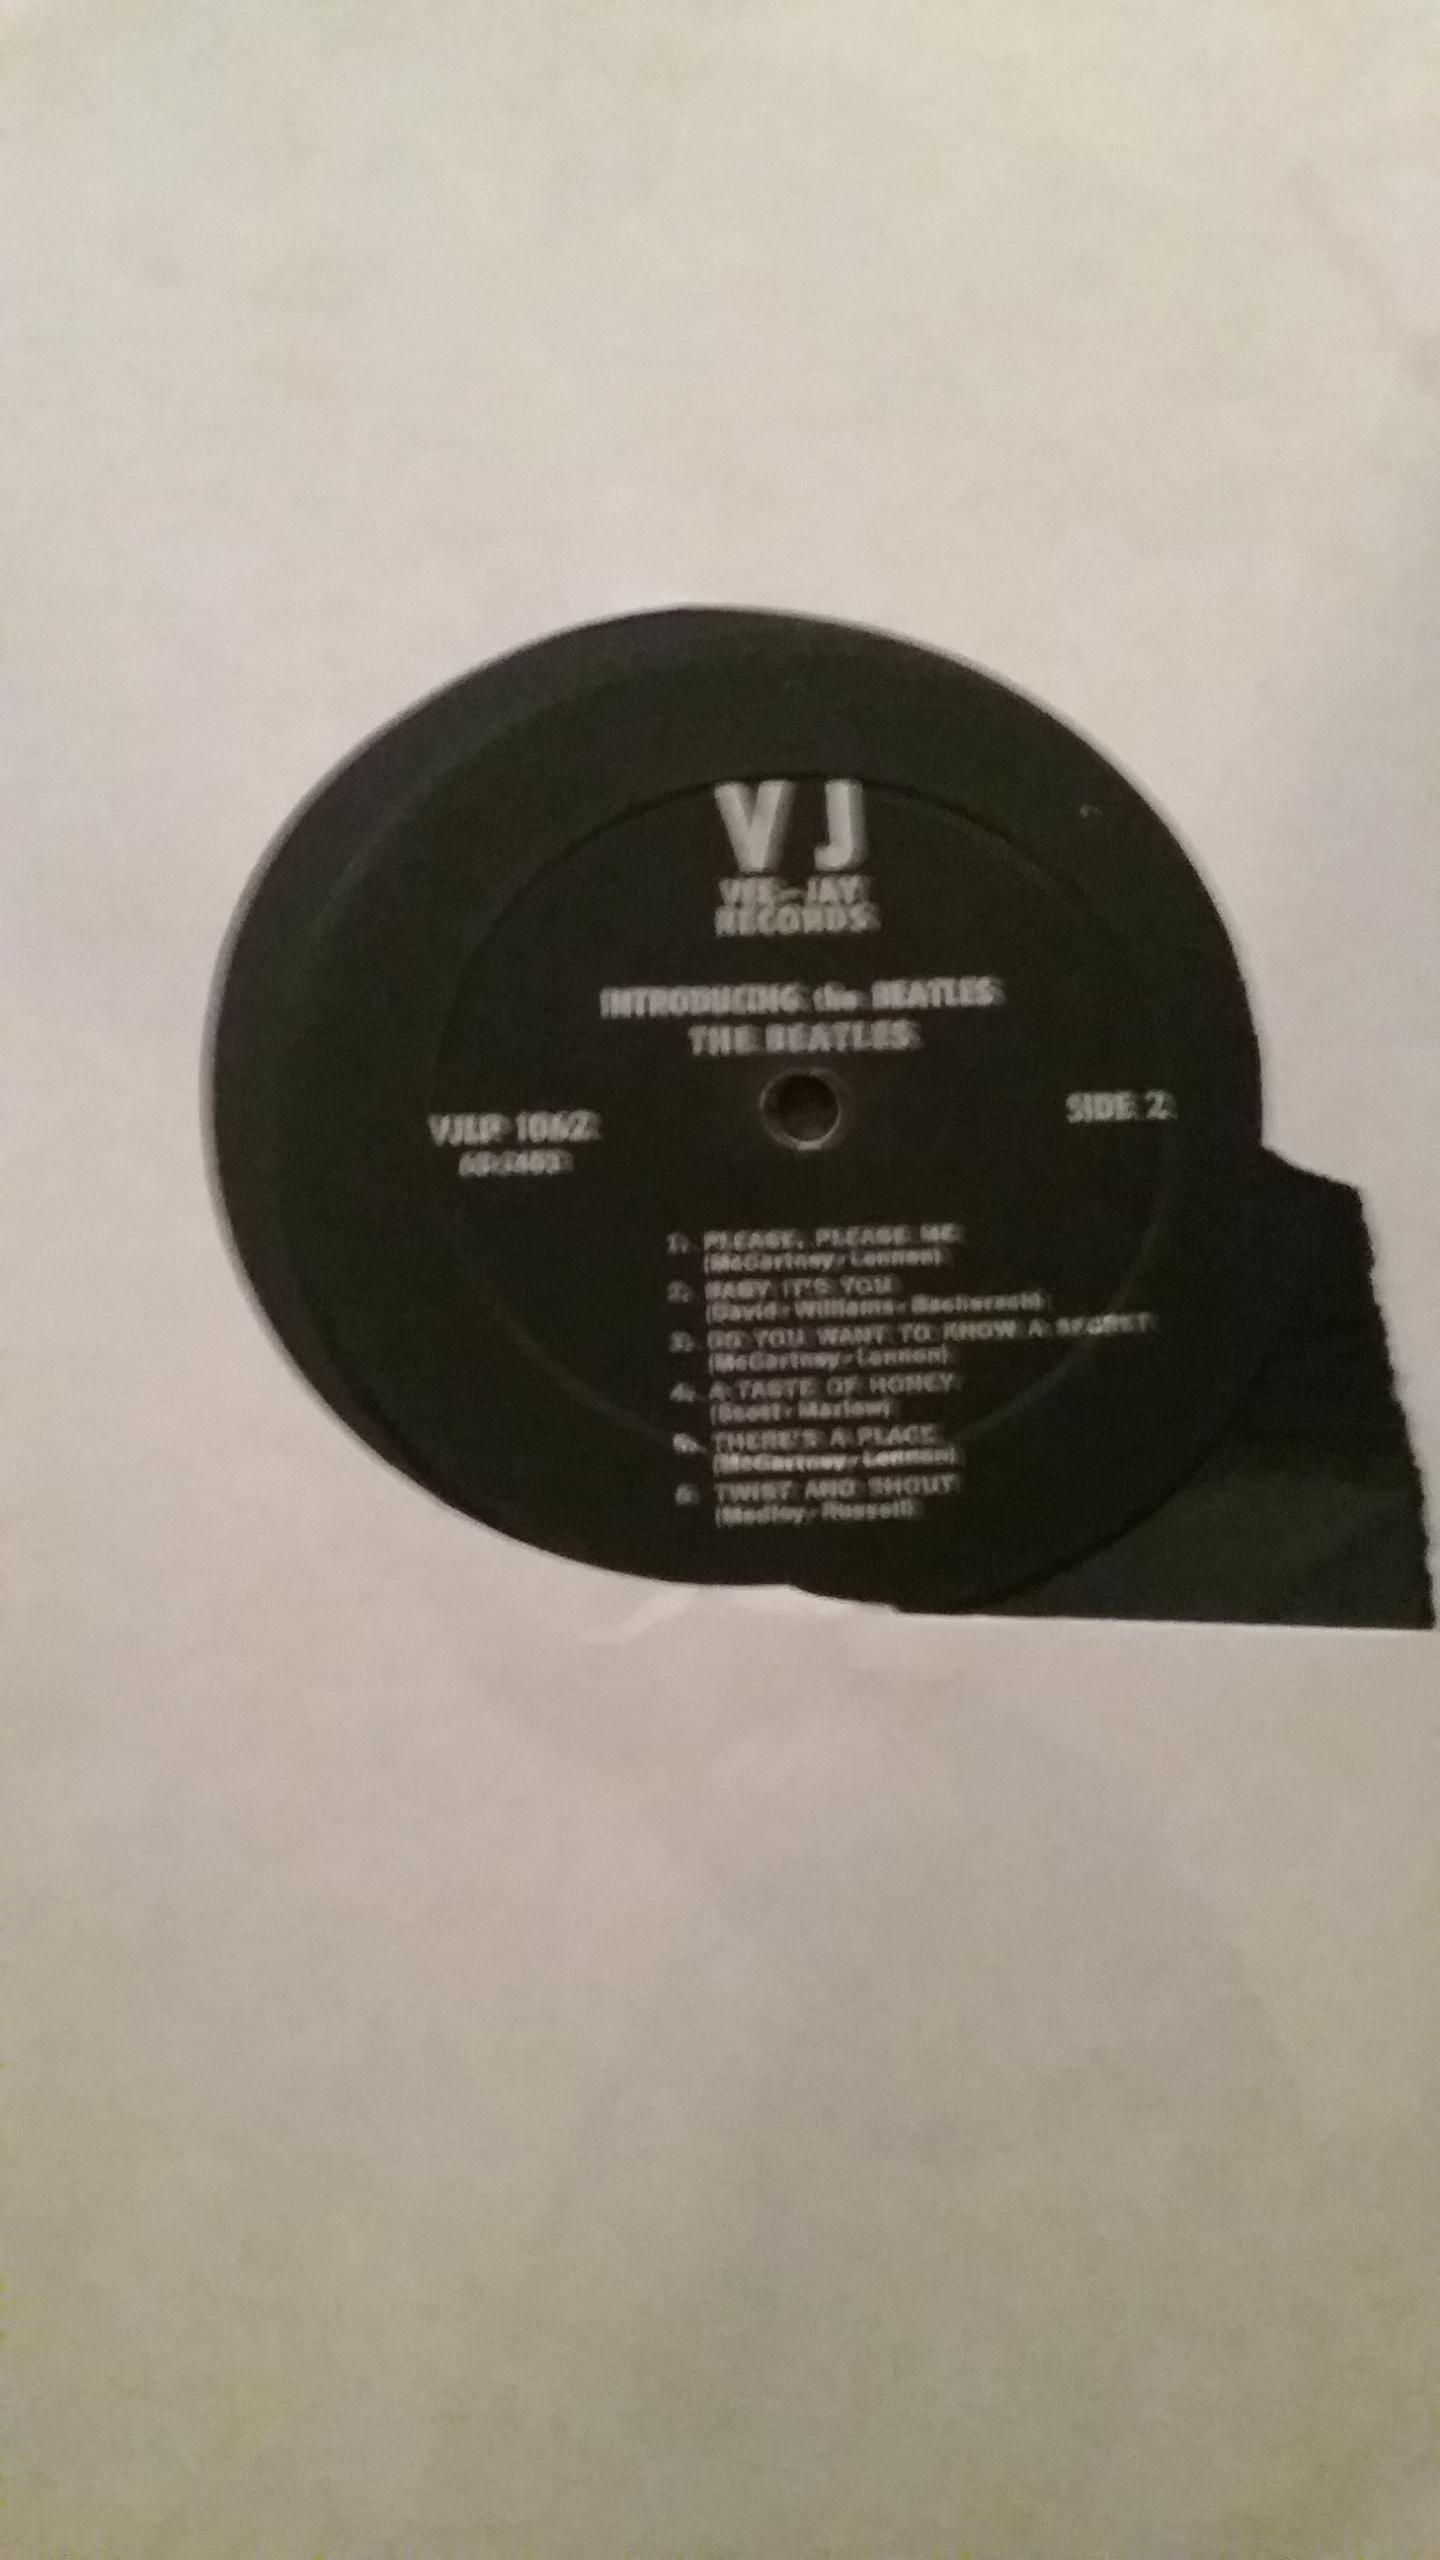 V J
VEE-JAY
RECORDS
INTRODUCING the BEATLES
THE BEATLES
VJLP 1062
SIDE 2
1. PLEASE, PLEASE ME
(McCartney-Lennon)
2. BABY IT'S YOU
(David-Williams-Bacharach)
3. DO YOU WANT TO KNOW A SECRET
(McCartney-Lennon)
4. A TASTE OF HONEY
(Scott-Marlow)
5. THERE'S A PLACE
(McCartney-Lennon)
6. TWIST AND SHOUT
(Medley-Russell)